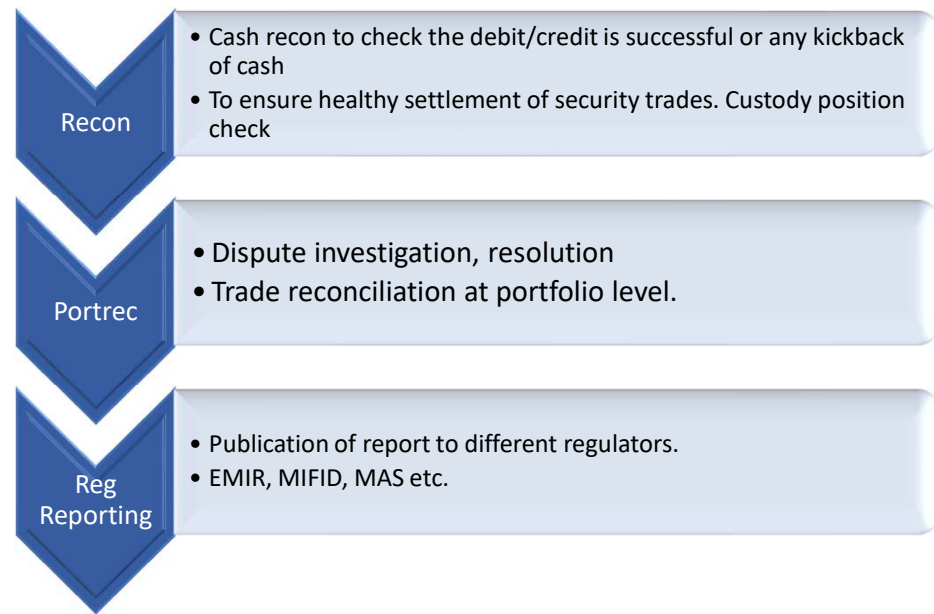 Recon
• Cash recon to check the debit/credit is successful or any kickback
of cash
• To ensure healthy settlement of security trades. Custody position
check
Portrec
• Dispute investigation, resolution
• Trade reconciliation at portfolio level.
Reg
Reporting
• Publication of report to different regulators.
• EMIR, MIFID, MAS etc.